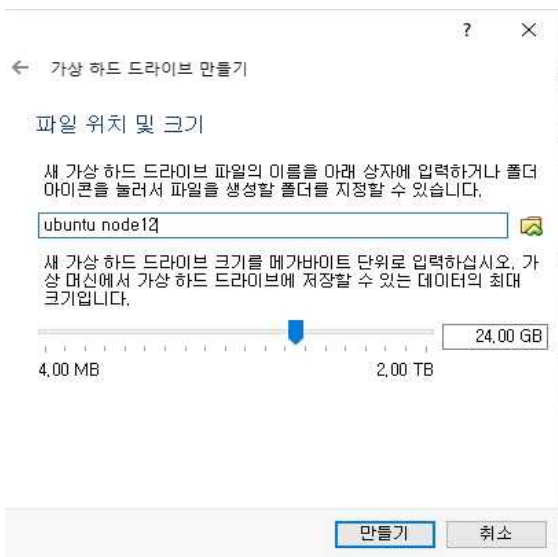 ?
가상 하드 드라이브 만들기
파일 위치 및 크기
새 가상 하드 드라이브 파일의 이름을 아래 상자에 입력하거나 폴더
아이콘을 눌러서 파일을 생성할 폴더를 지정할 수 있습니다.
ubuntu node12
새 가상 하드 드라이브 크기를 메가바이트 단위로 입력하십시오. 가
상 머신에서 가상 하드 드라이브에 저장할 수 있는 데이터의 최대
크기입니다.
24,00 GB
4,00 MB 2,00 TB
만들기 취소